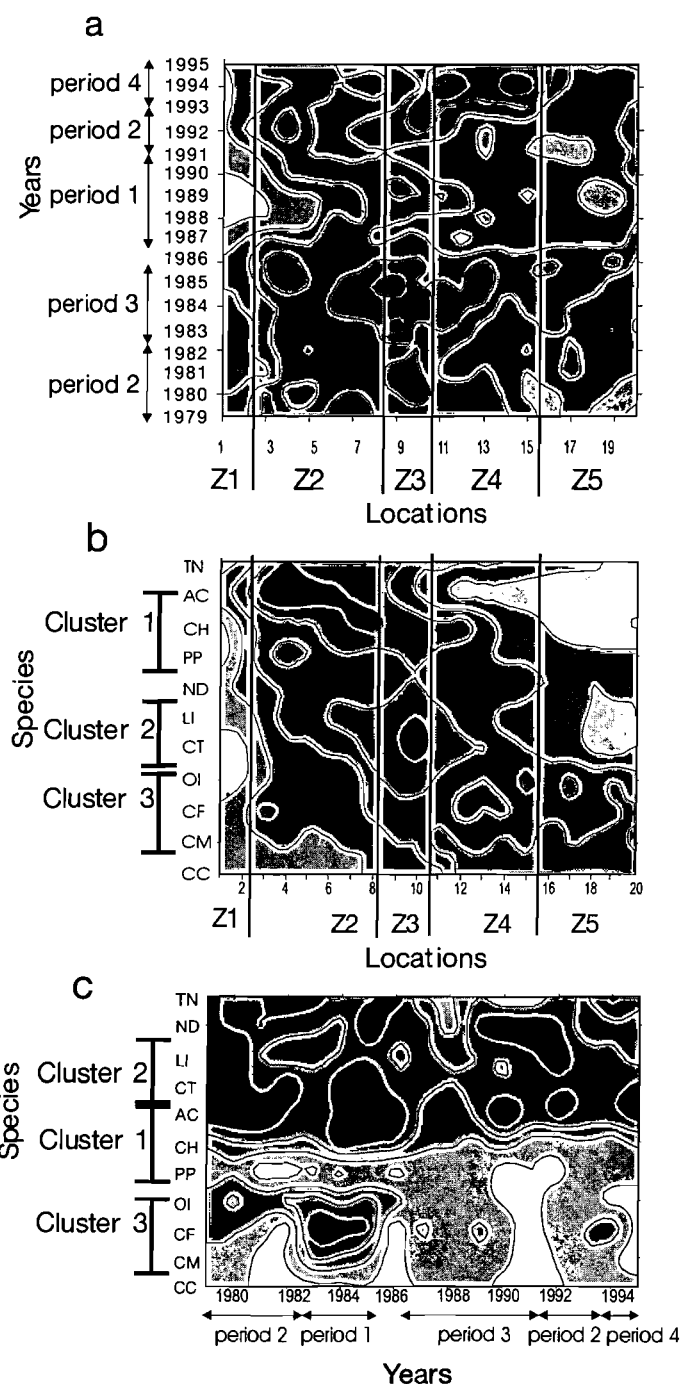 a
1995
period 4
1994
1993
period 2
1992
1991
1990
period 1
1989
1988
1987
Years
1986
1985
period 3
1984
1983
1982
period 2
1981
1980
1979
1 3 5 7 9 11 13 15 17 19
Z1 Z2 Z3 Z4 Z5
Locations
b
TN
AC
Cluster 1
CH
PP
ND
Species
LI
Cluster 2
CT
OI
Cluster 3
CF
CM
CC
2 4 6 8 10 12 14 16 18 20
Z1 Z2 Z3 Z4 Z5
Locations
c
TN
ND
LI
Cluster 2
CT
AC
Species
Cluster 1
CH
PP
OI
Cluster 3
CF
CM
CC
1980 1982 1984 1986 1988 1990 1992 1994
period 2 period 1 period 3 period 2 period 4
Years